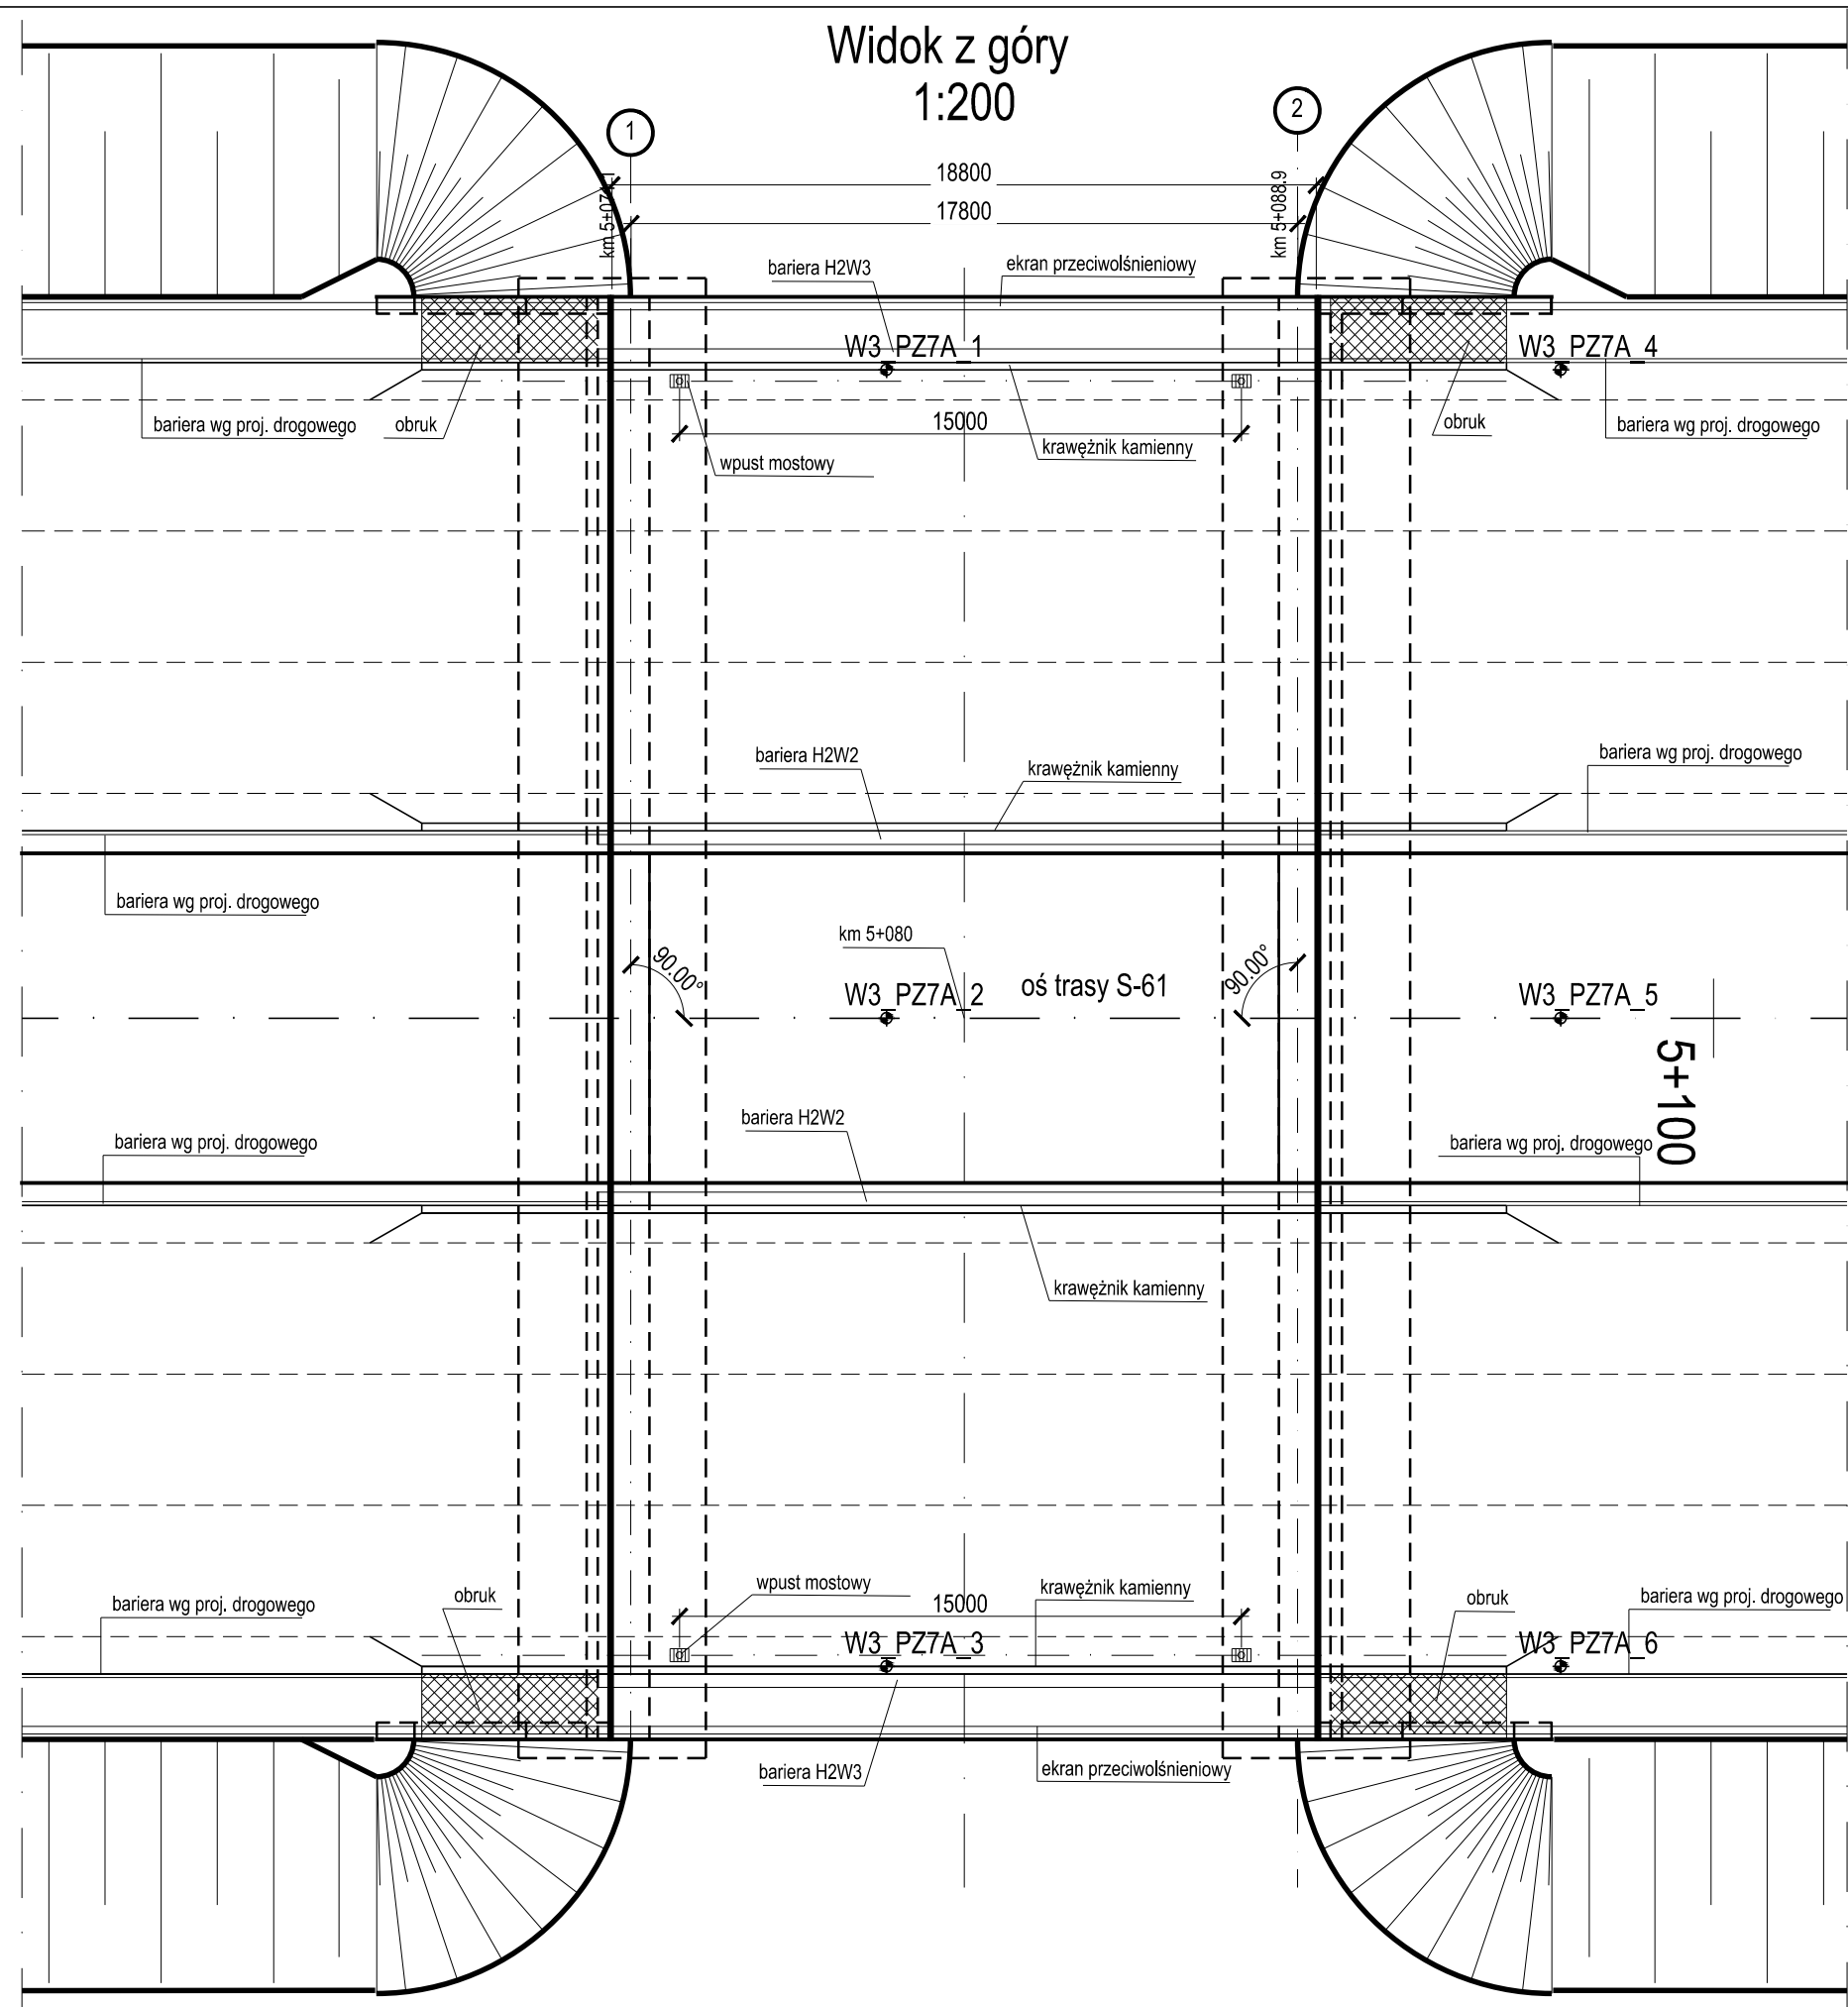 Widok z góry
1:200
1
2
18800
17800
km 5+088.9
bariera H2W3
ekran przeciwolśnieniowy
W3_PZ7A_1
W3_PZ7A_4
bariera wg proj. drogowego
obruk
15000
krawężnik kamienny
wpust mostowy
obruk
bariera wg proj. drogowego
bariera H2W2
krawężnik kamienny
bariera wg proj. drogowego
bariera wg proj. drogowego
km 5+080
90.00°
90.00°
W3_PZ7A_2
oś trasy S-61
W3_PZ7A_5
5+100
bariera H2W2
bariera wg proj. drogowego
bariera wg proj. drogowego
krawężnik kamienny
wpust mostowy
15000
krawężnik kamienny
bariera wg proj. drogowego
obruk
obruk
bariera wg proj. drogowego
W3_PZ7A_3
W3_PZ7A_6
bariera H2W3
ekran przeciwolśnieniowy